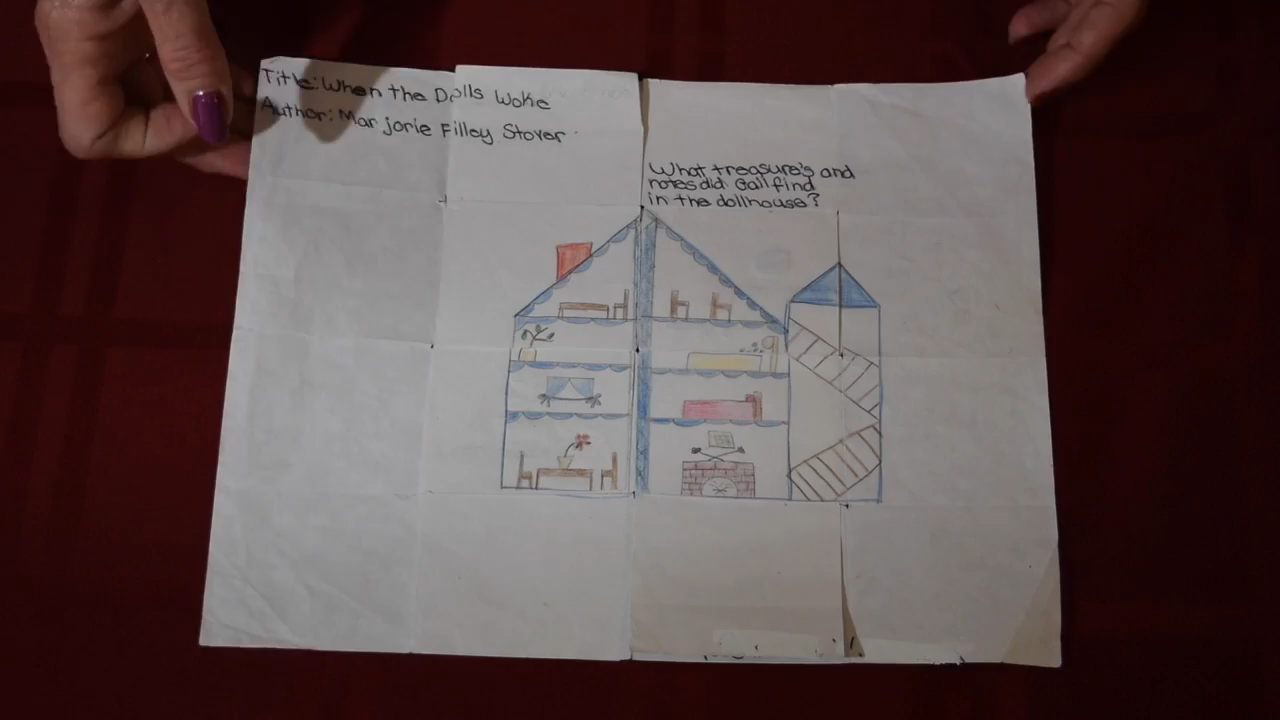 Title: When the Dolls Woke
Author: Marjorie Filley Stover
What treasure's and
notes did Gail find
in the dollhouse?